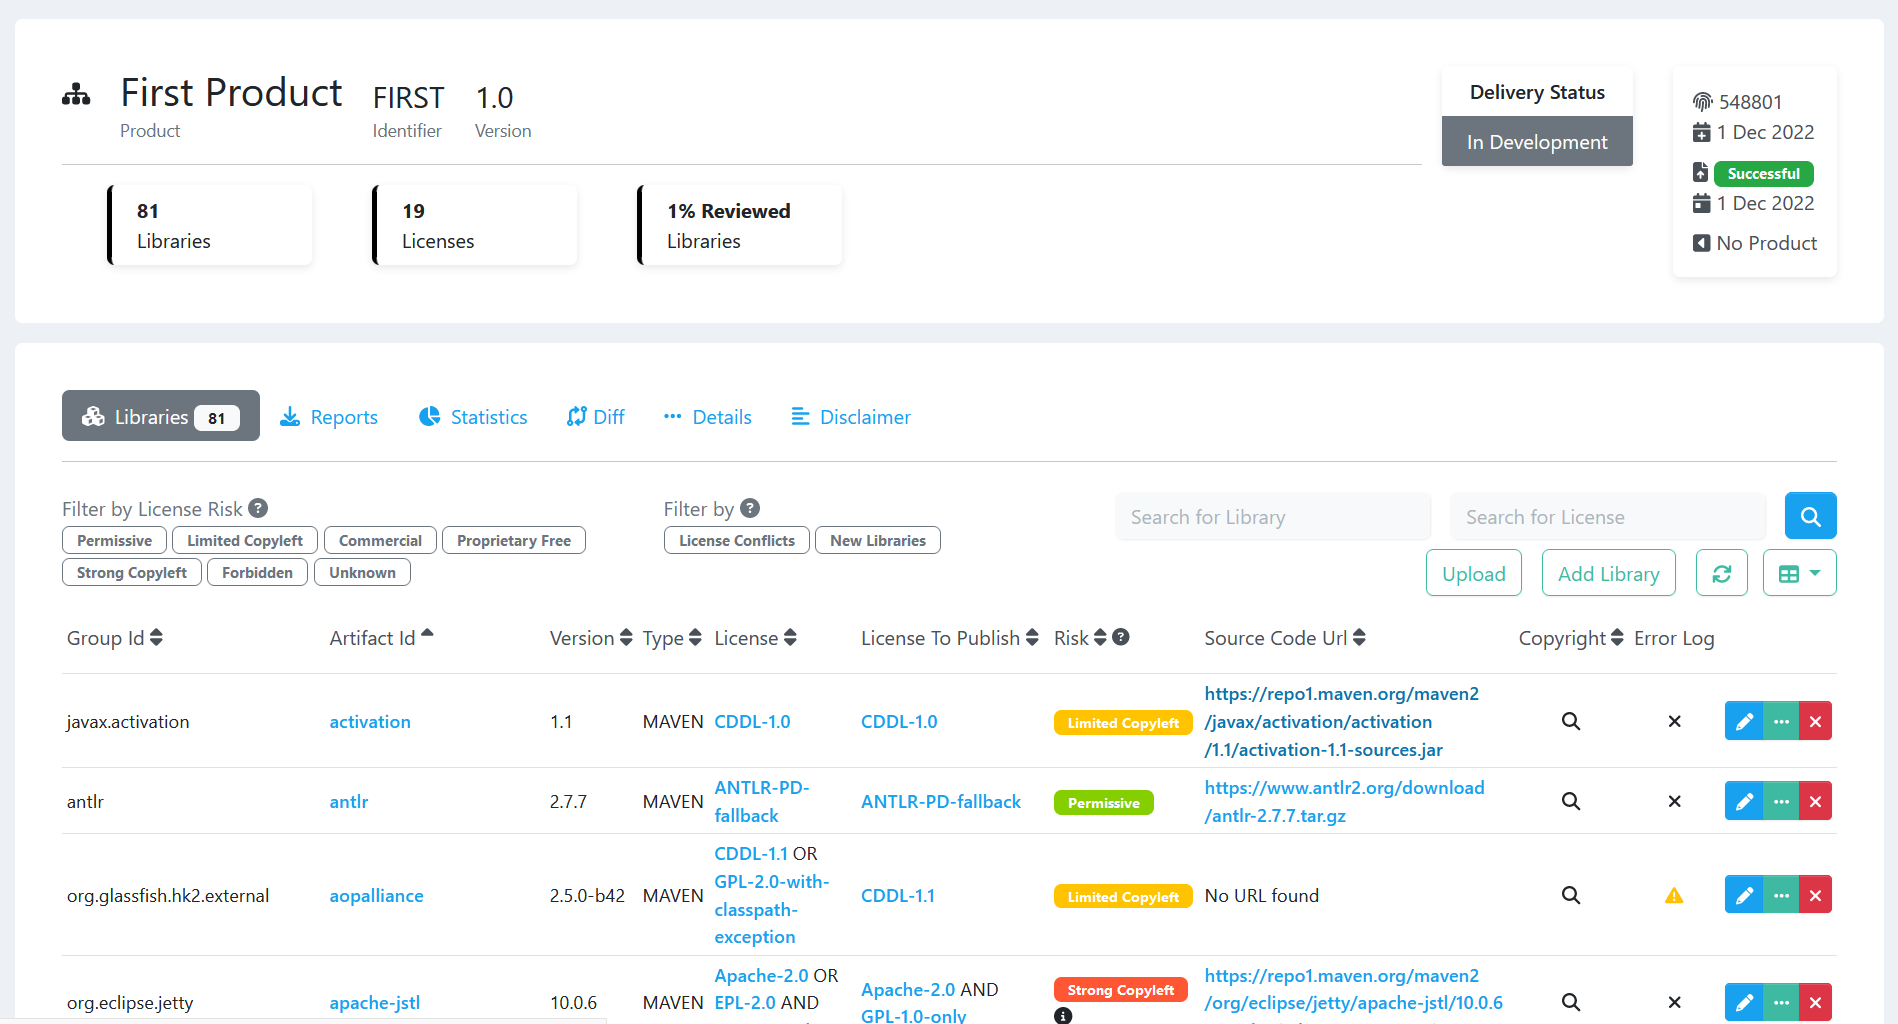 First Product FIRST 1.0
Product Identifier Version
Delivery Status
In Development
548801
1 Dec 2022
Successful
1 Dec 2022
No Product
81
Libraries
19
Licenses
1% Reviewed
Libraries
Libraries 81 Reports Statistics Diff Details Disclaimer
Filter by License Risk ?
Permissive Limited Copyleft Commercial Proprietary Free
Strong Copyleft Forbidden Unknown
Filter by ?
License Conflicts New Libraries
Search for Library Search for License
Upload Add Library
Group Id Artifact Id Version Type License License To Publish Risk ? Source Code Url Copyright Error Log
javax.activation activation 1.1 MAVEN CDDL-1.0 CDDL-1.0 Limited Copyleft
https://repo1.maven.org/maven2
/javax/activation/activation
/1.1/activation-1.1-sources.jar
antlr antlr 2.7.7 MAVEN
ANTLR-PD-
fallback
ANTLR-PD-fallback Permissive
https://www.antlr2.org/download
/antlr-2.7.7.tar.gz
org.glassfish.hk2.external aopalliance 2.5.0-b42 MAVEN
CDDL-1.1 OR
GPL-2.0-with-
classpath-
exception
CDDL-1.1 Limited Copyleft No URL found
org.eclipse.jetty apache-jstl 10.0.6 MAVEN
Apache-2.0 OR
EPL-2.0 AND
Apache-2.0 AND
GPL-1.0-only
Strong Copyleft
https://repo1.maven.org/maven2
/org/eclipse/jetty/apache-jstl/10.0.6